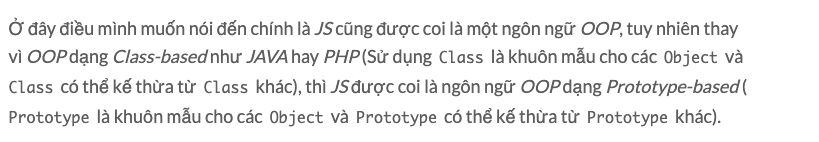 Ở đây điều mình muốn nói đến chính là JS cũng được coi là một ngôn ngữ OOP, tuy nhiên thay
vì OOP dạng Class-based như JAVA hay PHP (Sử dụng Class là khuôn mẫu cho các Object và
Class có thể kế thừa từ Class khác), thì JS được coi là ngôn ngữ OOP dạng Prototype-based (
Prototype là khuôn mẫu cho các Object và Prototype có thể kế thừa từ Prototype khác).